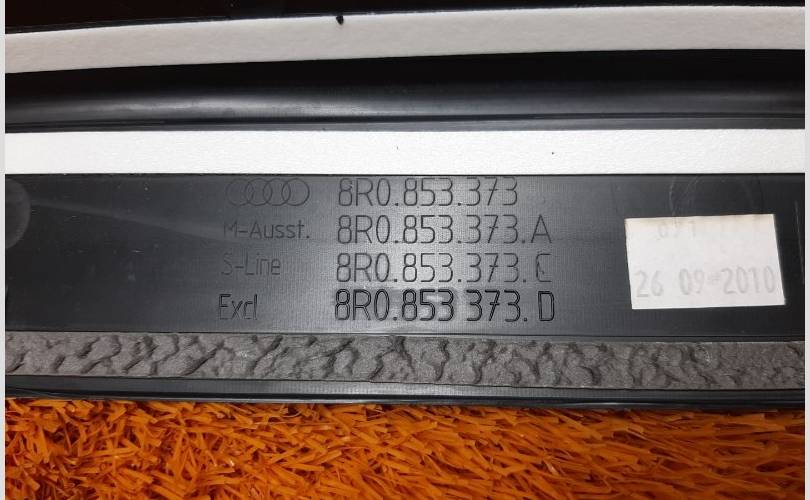 8R0.853.373
M-Ausst. 8R0.853.373.A
S-Line 8R0.853.373.C
Excl 8R0.853 373.D
26 09-2010